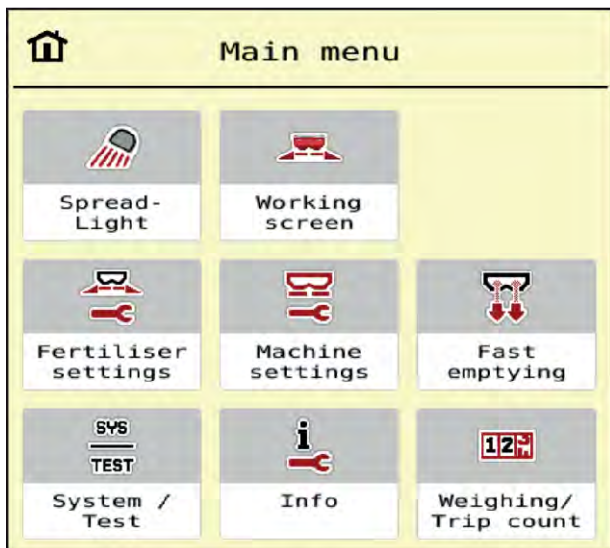 Main menu
Spread-
Light
Working
screen
Fertiliser
settings
Machine
settings
Fast
emptying
SYS
TEST
System /
Test
i
Info
12
Weighing/
Trip count